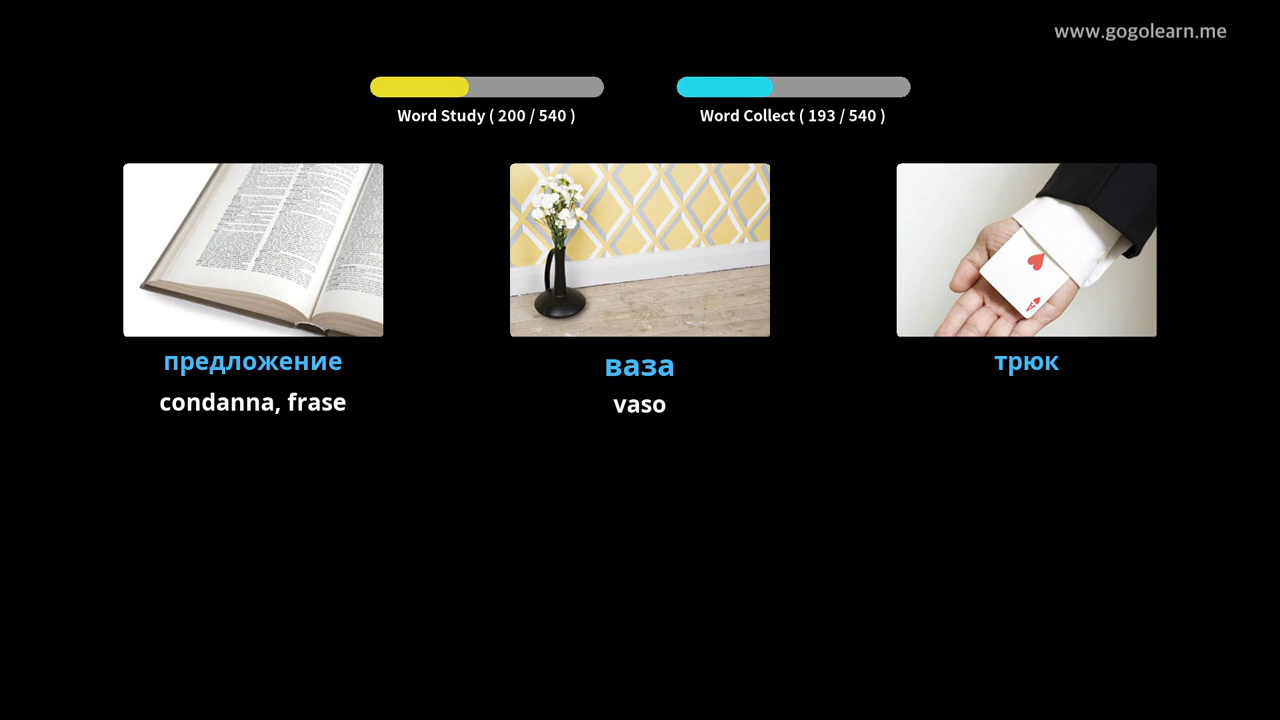 www.gogolearn.me
Word Study ( 200 / 540 )
Word Collect ( 193 / 540 )
предложение
ваза
трюк
condanna, frase
vaso
A